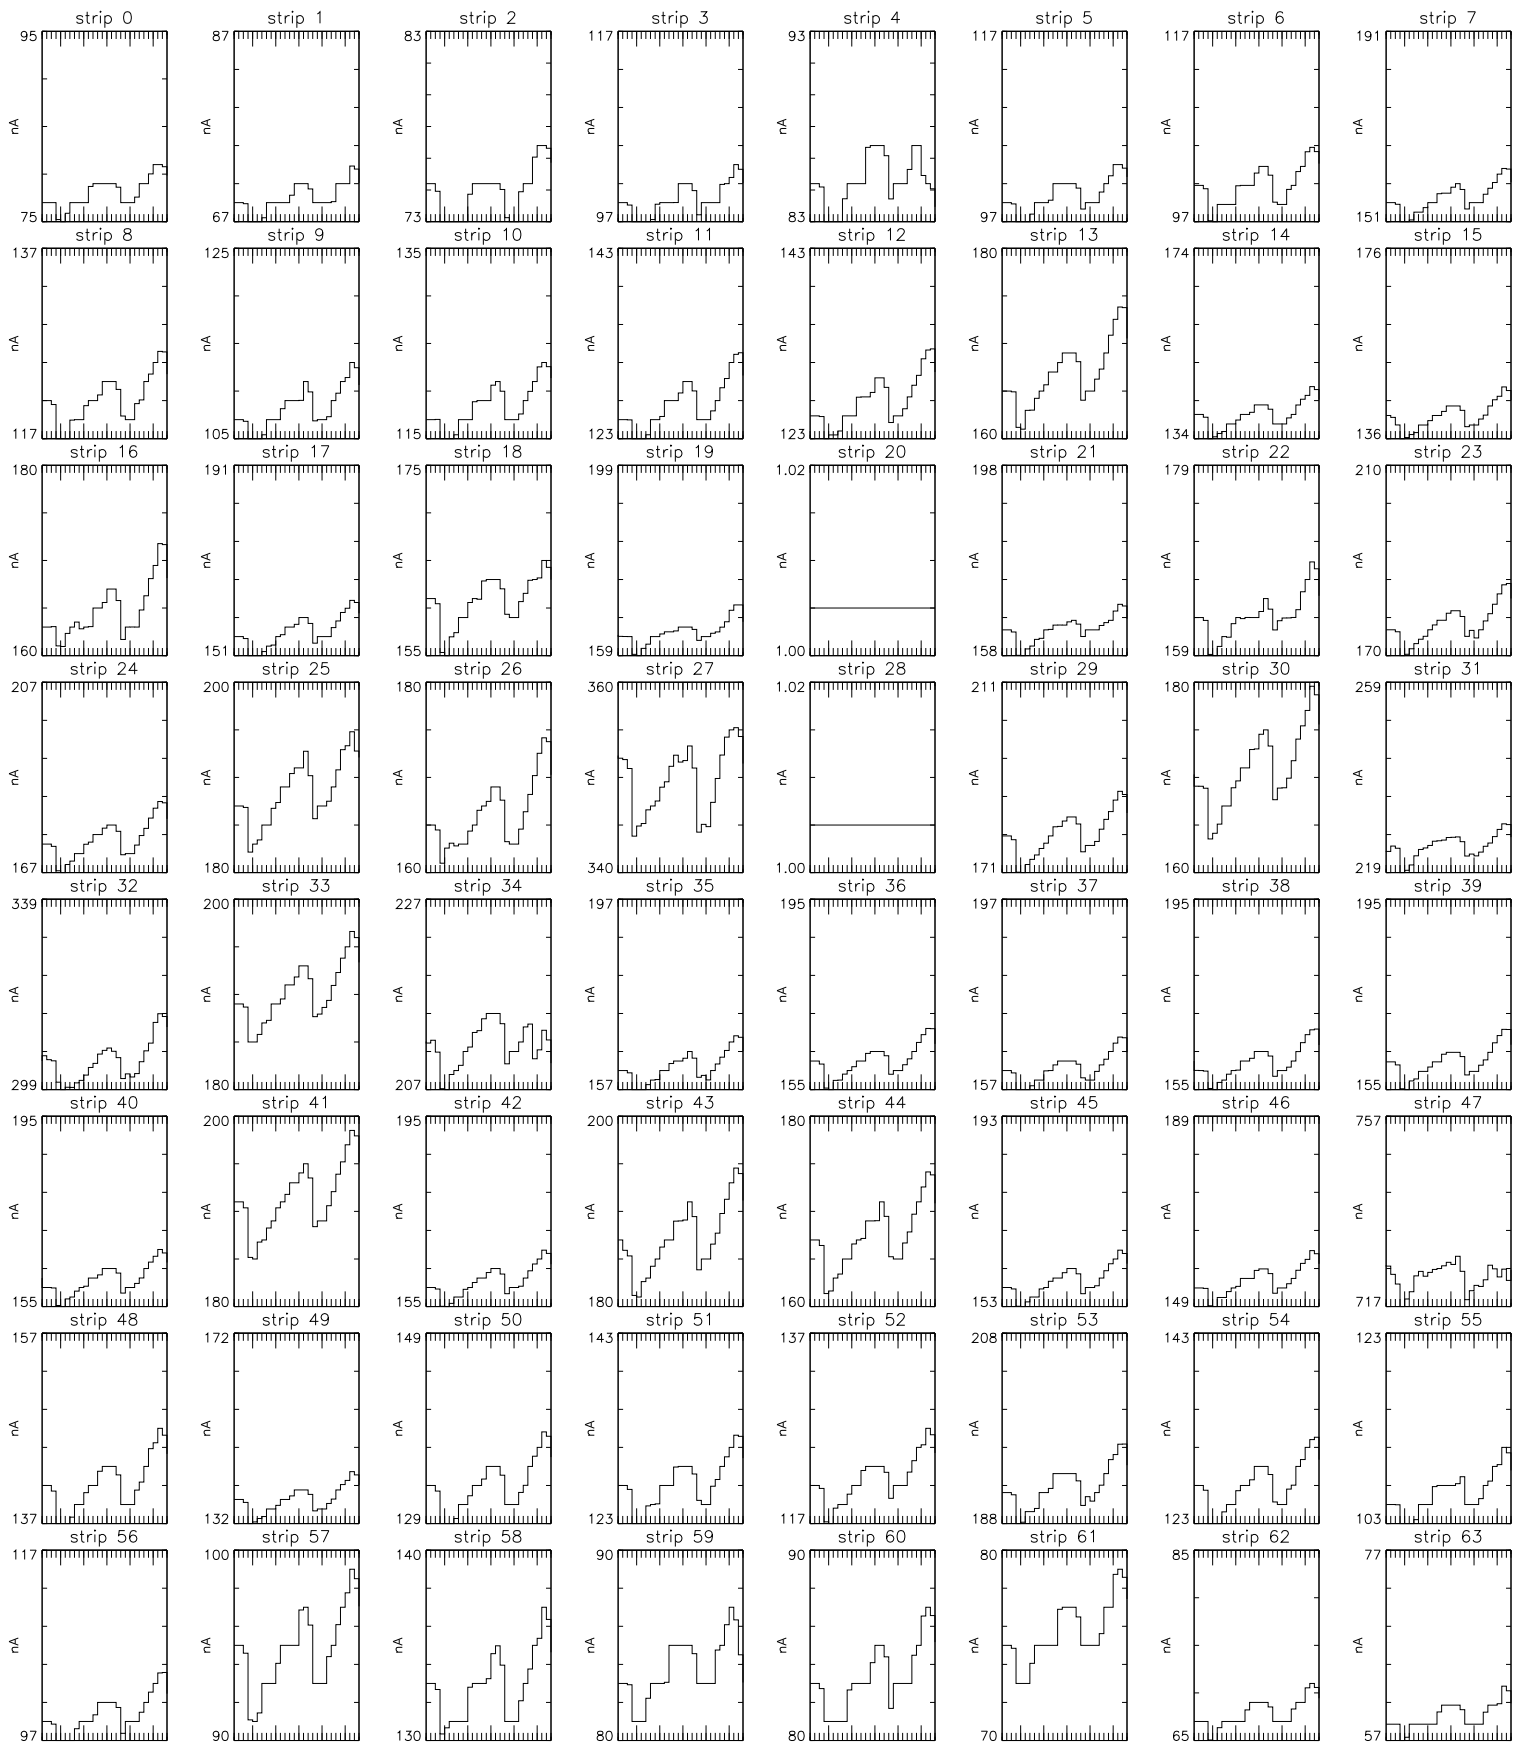 strip 0 strip 1 strip 2 strip 3 strip 4 strip 5 strip 6 strip 7
95 87 83 117 93 117 117 191
nA nA nA nA nA nA nA nA
75 67 73 97 83 97 97 151
strip 8 strip 9 strip 10 strip 11 strip 12 strip 13 strip 14 strip 15
137 125 135 143 143 180 174 176
nA nA nA nA nA nA nA nA
117 105 115 123 123 160 134 136
strip 16 strip 17 strip 18 strip 19 strip 20 strip 21 strip 22 strip 23
180 191 175 199 1.02 198 179 210
nA nA nA nA nA nA nA nA
160 151 155 159 1.00 158 159 170
strip 24 strip 25 strip 26 strip 27 strip 28 strip 29 strip 30 strip 31
207 200 180 360 1.02 211 180 259
nA nA nA nA nA nA nA nA
167 180 160 340 1.00 171 160 219
strip 32 strip 33 strip 34 strip 35 strip 36 strip 37 strip 38 strip 39
339 200 227 197 195 197 195 195
nA nA nA nA nA nA nA nA
299 180 207 157 155 157 155 155
strip 40 strip 41 strip 42 strip 43 strip 44 strip 45 strip 46 strip 47
195 200 195 200 180 193 189 757
nA nA nA nA nA nA nA nA
155 180 155 180 160 153 149 717
strip 48 strip 49 strip 50 strip 51 strip 52 strip 53 strip 54 strip 55
157 172 149 143 137 208 143 123
nA nA nA nA nA nA nA nA
137 132 129 123 117 188 123 103
strip 56 strip 57 strip 58 strip 59 strip 60 strip 61 strip 62 strip 63
117 100 140 90 90 80 85 77
nA nA nA nA nA nA nA nA
97 90 130 80 80 70 65 57